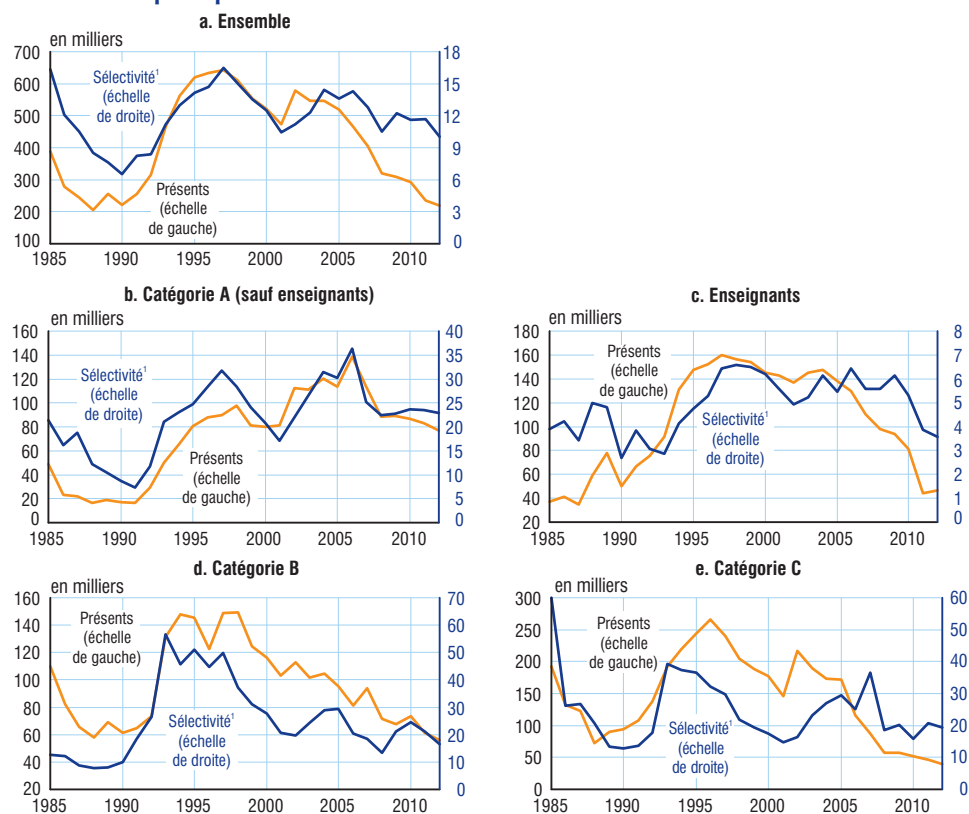 a. Ensemble
en milliers
700
600
500
400
300
200
100
18
15
12
9
6
3
0
Sélectivité¹
(échelle
de droite)
Présents
(échelle
de gauche)
1985 1990 1995 2000 2005 2010
b. Catégorie A (sauf enseignants)
en milliers
160
140
120
100
80
60
40
20
0
40
35
30
25
20
15
10
5
0
Sélectivité¹
(échelle
de droite)
Présents
(échelle
de gauche)
1985 1990 1995 2000 2005 2010
c. Enseignants
en milliers
180
160
140
120
100
80
60
40
20
8
7
6
5
4
3
2
1
0
Présents
(échelle
de gauche)
Sélectivité¹
(échelle
de droite)
1985 1990 1995 2000 2005 2010
d. Catégorie B
en milliers
160
140
120
100
80
60
40
20
70
60
50
40
30
20
10
0
Présents
(échelle
de gauche)
Sélectivité¹
(échelle
de droite)
1985 1990 1995 2000 2005 2010
e. Catégorie C
en milliers
300
250
200
150
100
50
0
60
50
40
30
20
10
0
Présents
(échelle
de gauche)
Sélectivité¹
(échelle
de droite)
1985 1990 1995 2000 2005 2010